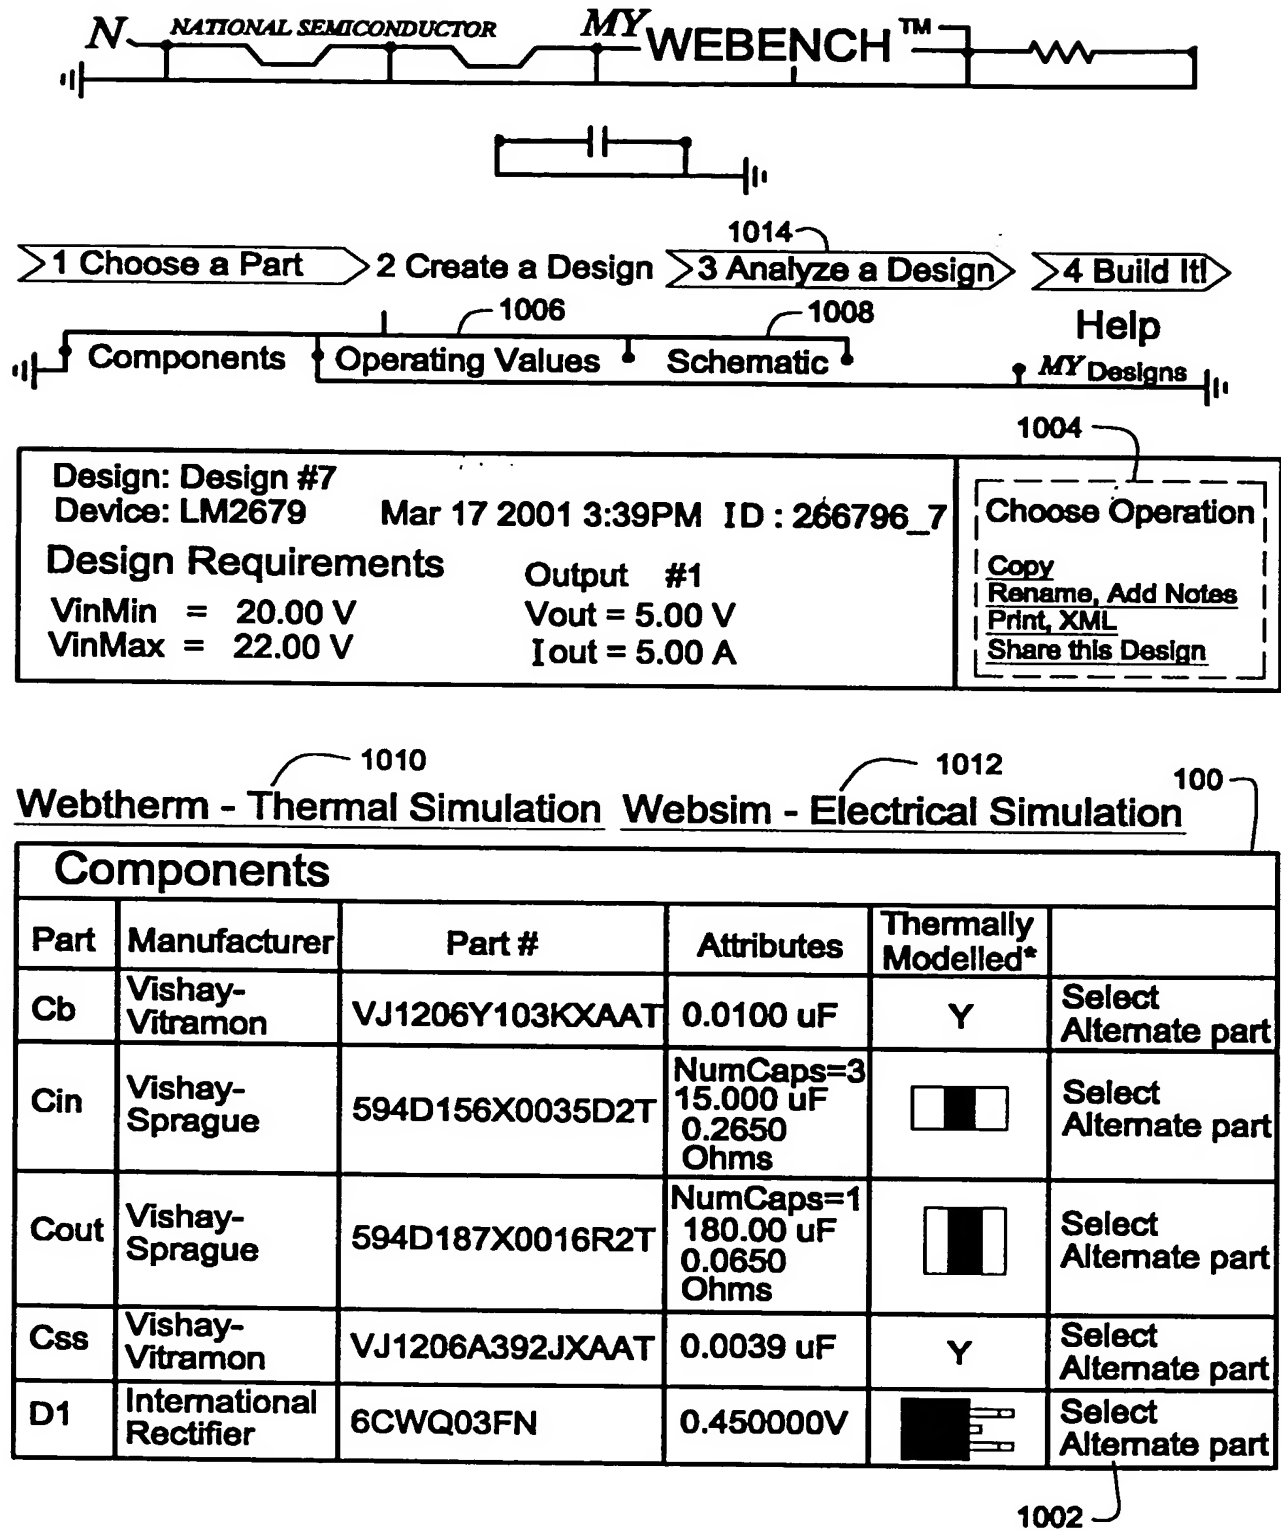 N NATIONAL SEMICONDUCTOR MY WEBENCH™
1014
1 Choose a Part 2 Create a Design 3 Analyze a Design 4 Build It!
1006 1008
Help
Components Operating Values Schematic
MY Designs
1004
Design: Design #7
Device: LM2679 Mar 17 2001 3:39PM ID : 266796_7
Design Requirements Output #1
VinMin = 20.00 V Vout = 5.00 V
VinMax = 22.00 V Iout = 5.00 A
Choose Operation
Copy
Rename, Add Notes
Print, XML
Share this Design
1010 1012 100
Webtherm - Thermal Simulation Websim - Electrical Simulation
Components
Part Manufacturer Part # Attributes Thermally
Modelled*
Cb Vishay-
Vitramon VJ1206Y103KXAAT 0.0100 uF Y Select
Alternate part
Cin Vishay-
Sprague 594D156X0035D2T NumCaps=3
15.000 uF
0.2650
Ohms
Select
Alternate part
Cout Vishay-
Sprague 594D187X0016R2T NumCaps=1
180.00 uF
0.0650
Ohms
Select
Alternate part
Css Vishay-
Vitramon VJ1206A392JXAAT 0.0039 uF Y Select
Alternate part
D1 International
Rectifier 6CWQ03FN 0.450000V Select
Alternate part
1002